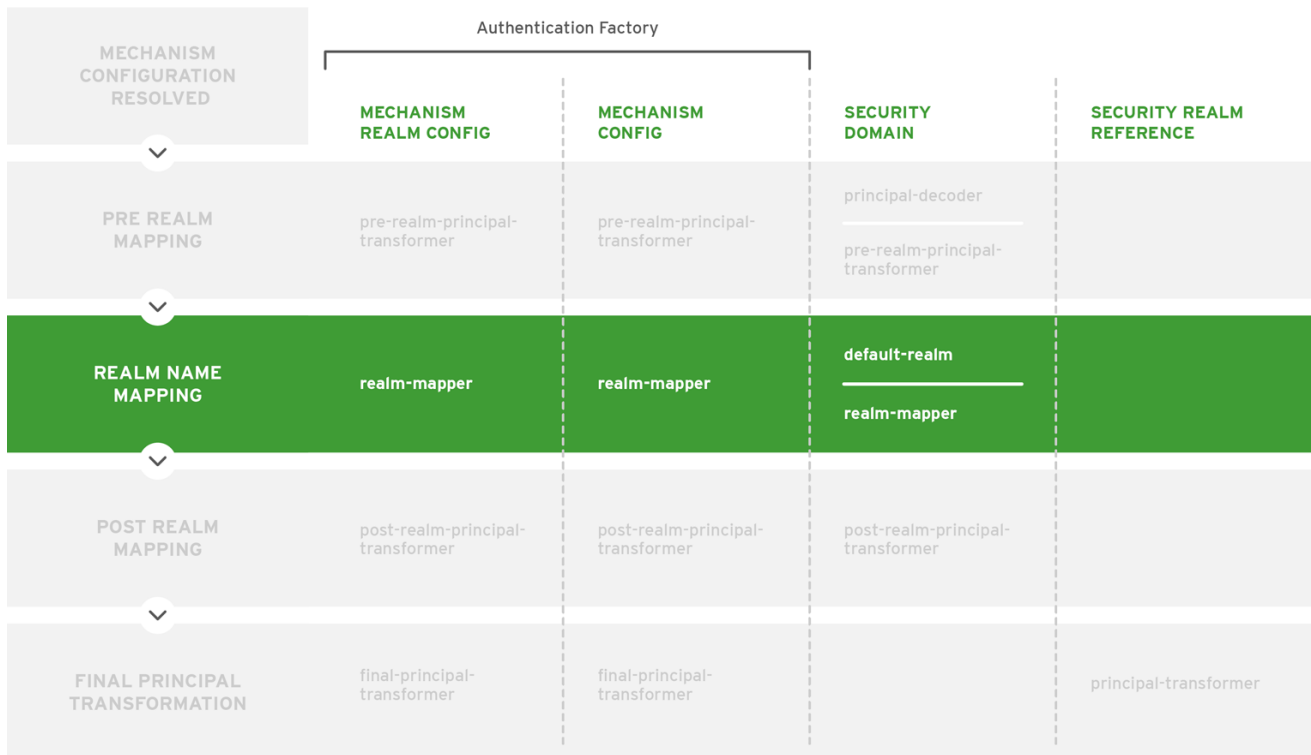 Authentication Factory
MECHANISM
CONFIGURATION
RESOLVED
MECHANISM
REALM CONFIG
MECHANISM
CONFIG
SECURITY
DOMAIN
SECURITY REALM
REFERENCE
PRE REALM
MAPPING
pre-realm-principal-
transformer
pre-realm-principal-
transformer
principal-decoder
pre-realm-principal-
transformer
REALM NAME
MAPPING
realm-mapper
realm-mapper
default-realm
realm-mapper
POST REALM
MAPPING
post-realm-principal-
transformer
post-realm-principal-
transformer
post-realm-principal-
transformer
FINAL PRINCIPAL
TRANSFORMATION
final-principal-
transformer
final-principal-
transformer
principal-transformer